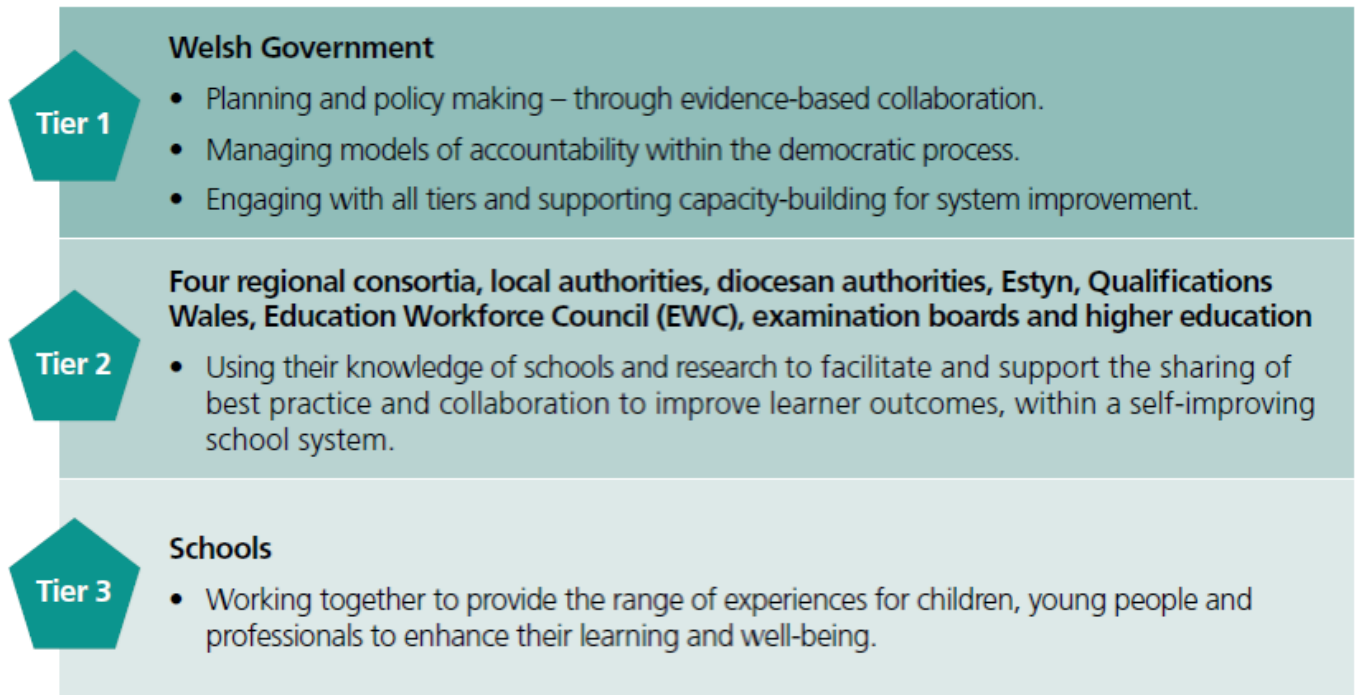 Tier 1
Welsh Government
• Planning and policy making – through evidence-based collaboration.
• Managing models of accountability within the democratic process.
• Engaging with all tiers and supporting capacity-building for system improvement.
Tier 2
Four regional consortia, local authorities, diocesan authorities, Estyn, Qualifications
Wales, Education Workforce Council (EWC), examination boards and higher education
• Using their knowledge of schools and research to facilitate and support the sharing of
best practice and collaboration to improve learner outcomes, within a self-improving
school system.
Tier 3
Schools
• Working together to provide the range of experiences for children, young people and
professionals to enhance their learning and well-being.